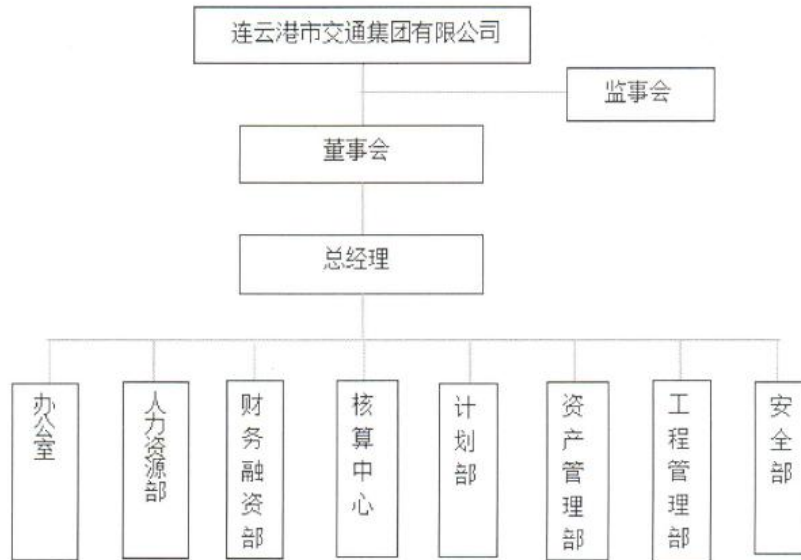 连云港市交通集团有限公司
监事会
董事会
总经理
办公室
人力资源部
财务融资部
核算中心
计划部
资产管理部
工程管理部
安全部